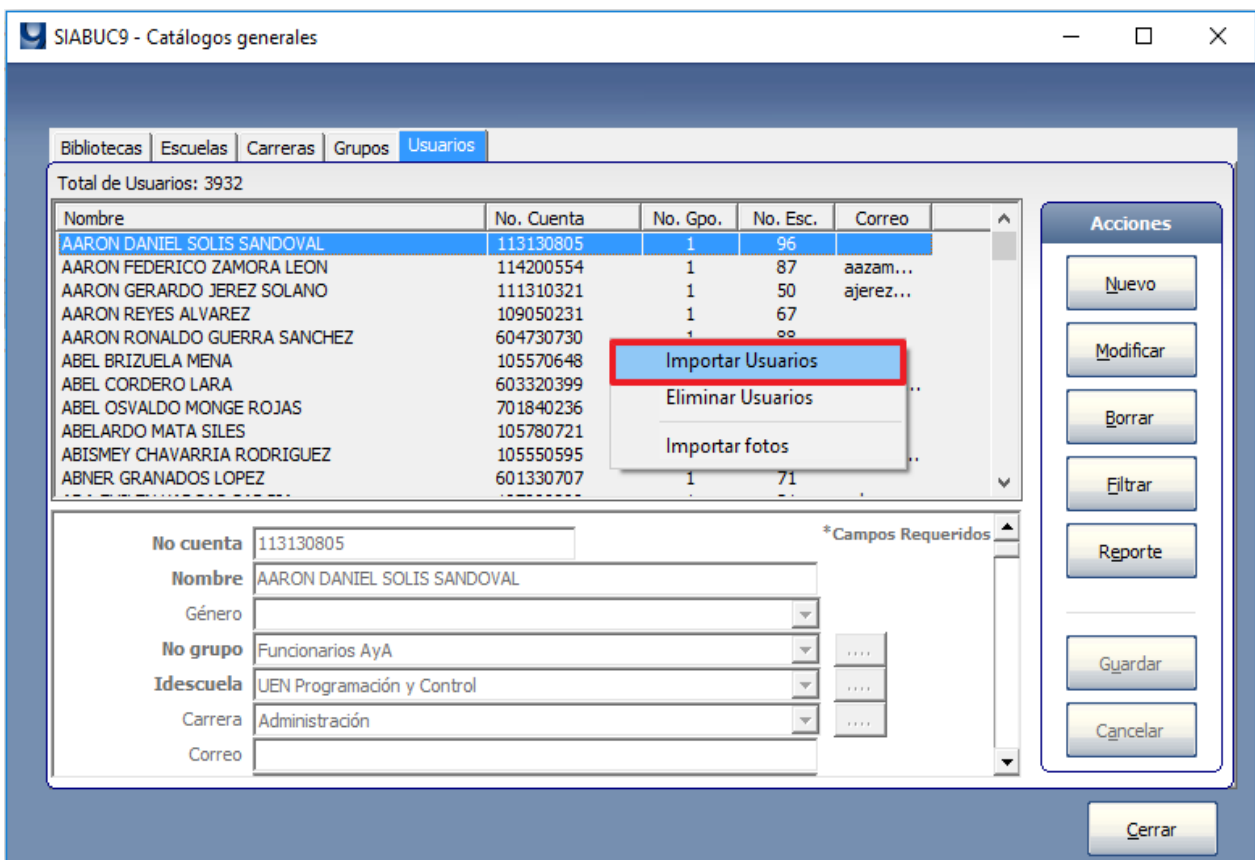 SIABUC9 - Catálogos generales
Bibliotecas Escuelas Carreras Grupos Usuarios
Total de Usuarios: 3932
Nombre No. Cuenta No. Gpo. No. Esc. Correo
Acciones
AARON DANIEL SOLIS SANDOVAL 113130805 1 96
AARON FEDERICO ZAMORA LEON 114200554 1 87 aazam...
AARON GERARDO JEREZ SOLANO 111310321 1 50 ajerez...
AARON REYES ALVAREZ 109050231 1 67
AARON RONALDO GUERRA SANCHEZ 604730730
ABEL BRIZUELA MENA 105570648
ABEL CORDERO LARA 603320399
ABEL OSVALDO MONGE ROJAS 701840236
ABELARDO MATA SILES 105780721
ABISMEY CHAVARRIA RODRIGUEZ 105550595
ABNER GRANADOS LOPEZ 601330707 1 71
Importar Usuarios
Eliminar Usuarios
Importar fotos
Nuevo
Modificar
Borrar
Filtrar
Reporte
Guardar
Cancelar
*Campos Requeridos
No cuenta 113130805
Nombre AARON DANIEL SOLIS SANDOVAL
Género
No grupo Funcionarios AyA ....
Idescuela UEN Programación y Control ....
Carrera Administración ....
Correo
Cerrar